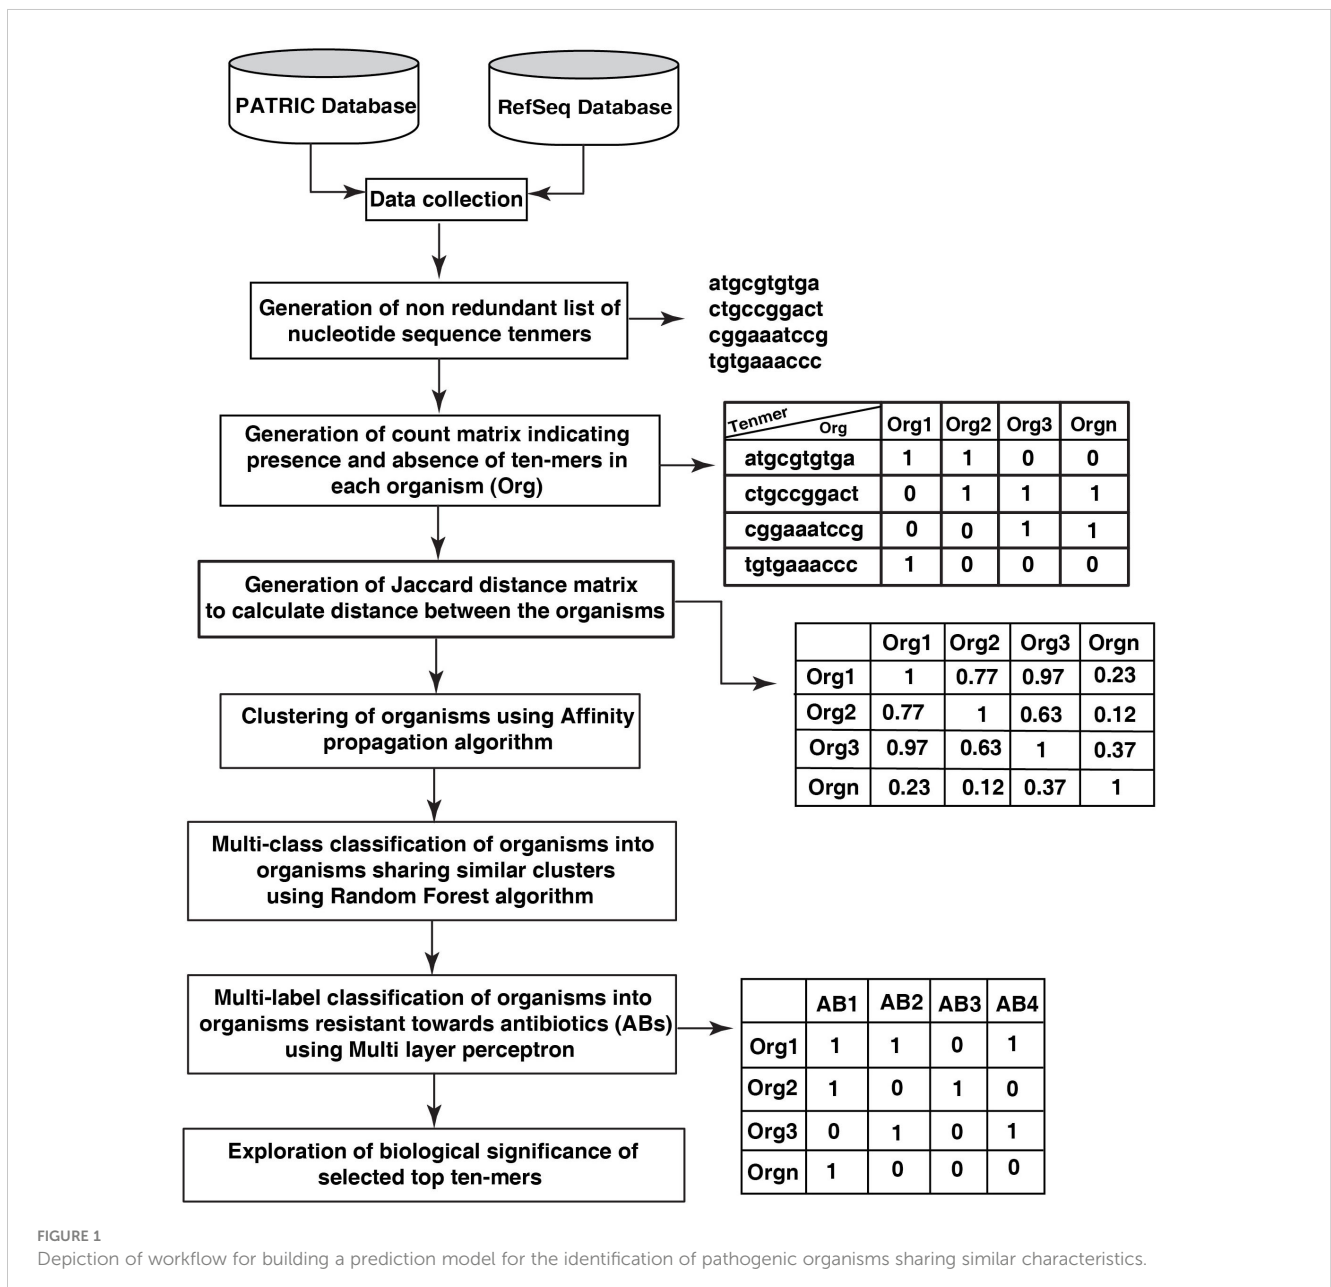 PATRIC Database
RefSeq Database
Data collection
Generation of non redundant list of
nucleotide sequence tenmers
atgcgtgtga
ctgccggact
cggaaatccg
tgtgaaaccc
Generation of count matrix indicating
presence and absence of ten-mers in
each organism (Org)
Tenmer Org Org1 Org2 Org3 Orgn
atgcgtgtga 1 1 0 0
ctgccggact 0 1 1 1
cggaaatccg 0 0 1 1
tgtgaaaccc 1 0 0 0
Generation of Jaccard distance matrix
to calculate distance between the organisms
Org1 Org2 Org3 Orgn
Org1 1 0.77 0.97 0.23
Org2 0.77 1 0.63 0.12
Org3 0.97 0.63 1 0.37
Orgn 0.23 0.12 0.37 1
Clustering of organisms using Affinity
propagation algorithm
Multi-class classification of organisms into
organisms sharing similar clusters
using Random Forest algorithm
Multi-label classification of organisms into
organisms resistant towards antibiotics (ABs)
using Multi layer perceptron
AB1 AB2 AB3 AB4
Org1 1 1 0 1
Org2 1 0 1 0
Org3 0 1 0 1
Orgn 1 0 0 0
Exploration of biological significance of
selected top ten-mers
FIGURE 1
Depiction of workflow for building a prediction model for the identification of pathogenic organisms sharing similar characteristics.